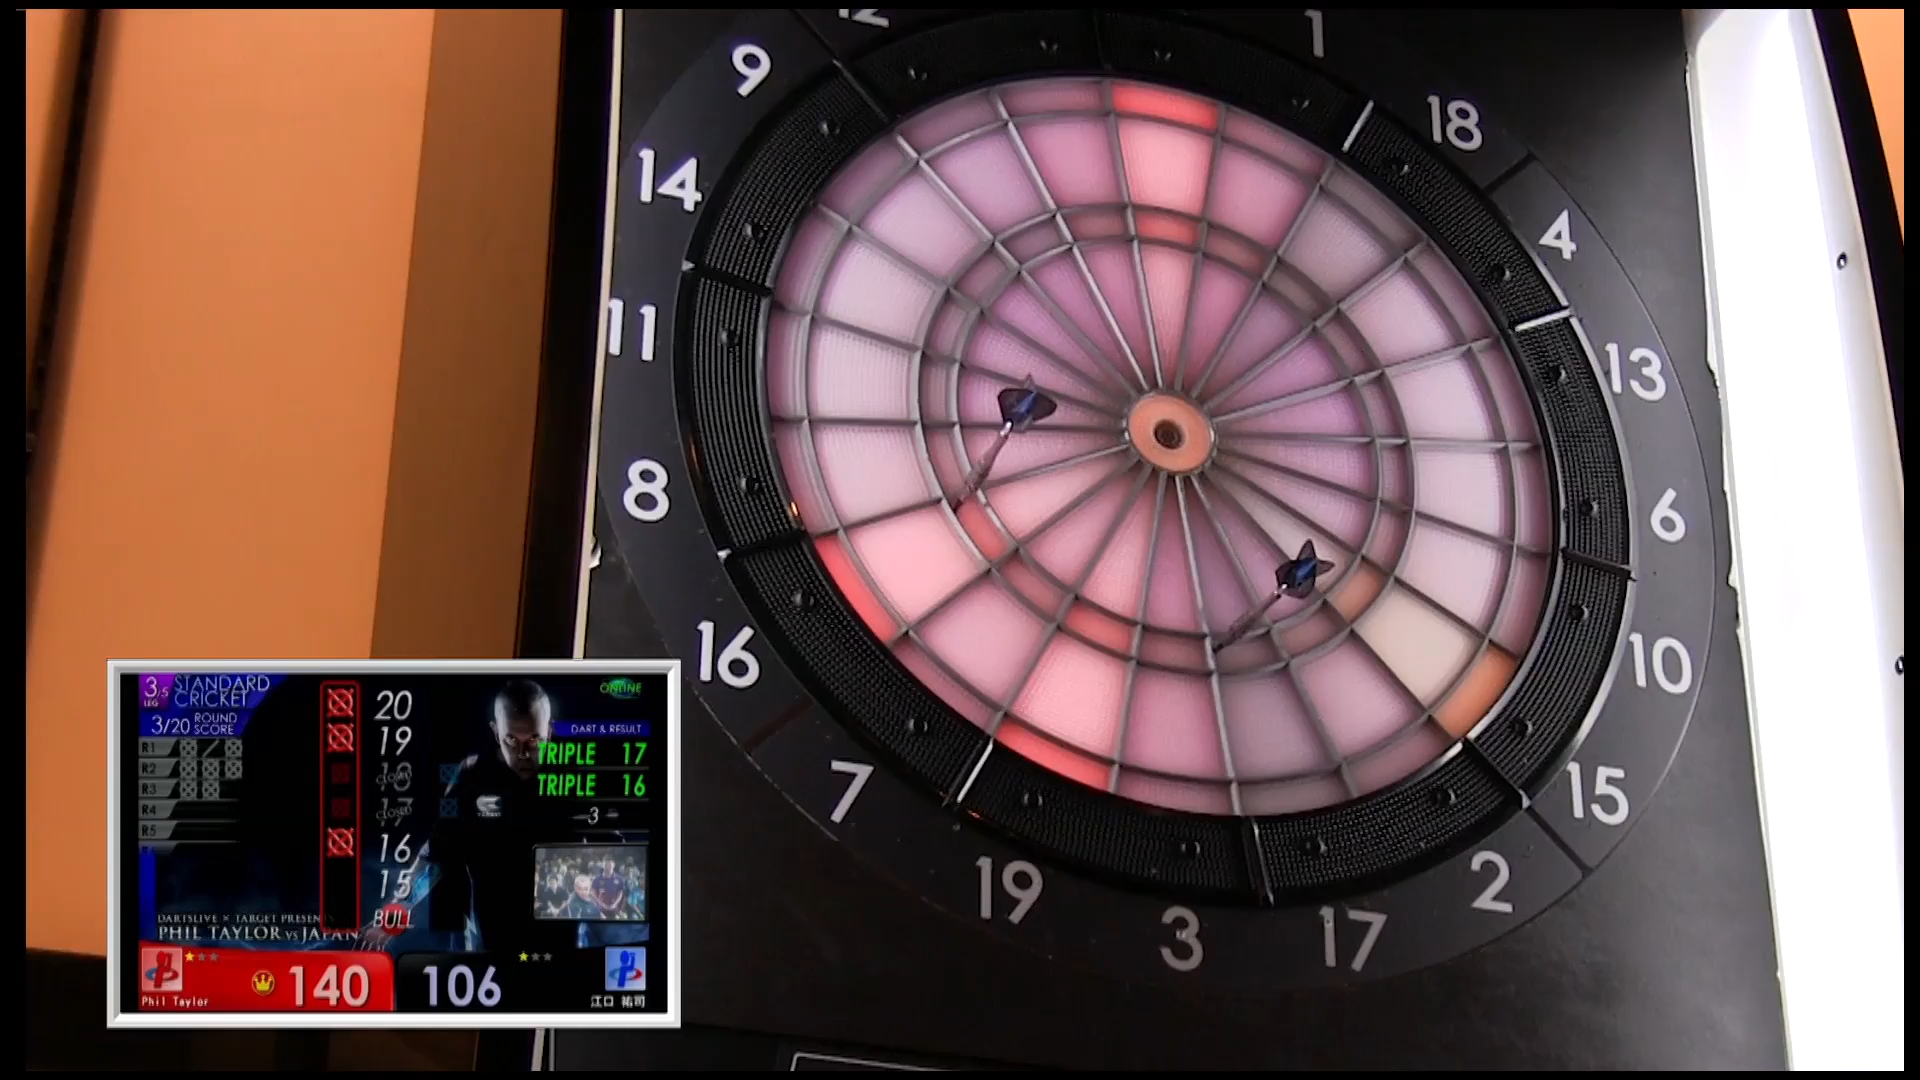 12
1
9
18
14
4
11
13
8
6
16
10
7
15
19
2
3
17
3/5
LEG
STANDARD
CRICKET
3/20 ROUND
SCORE
R1
R2
R3
R4
R5
20
19
18
CLOSED
16
15
BULL
ONLINE
DART & RESULT
TRIPLE 17
TRIPLE 16
3
DARTSLIVE × TARGET PRESENTS
PHIL TAYLOR VS JAPAN
140
106
Phil Taylor
江口 祐司